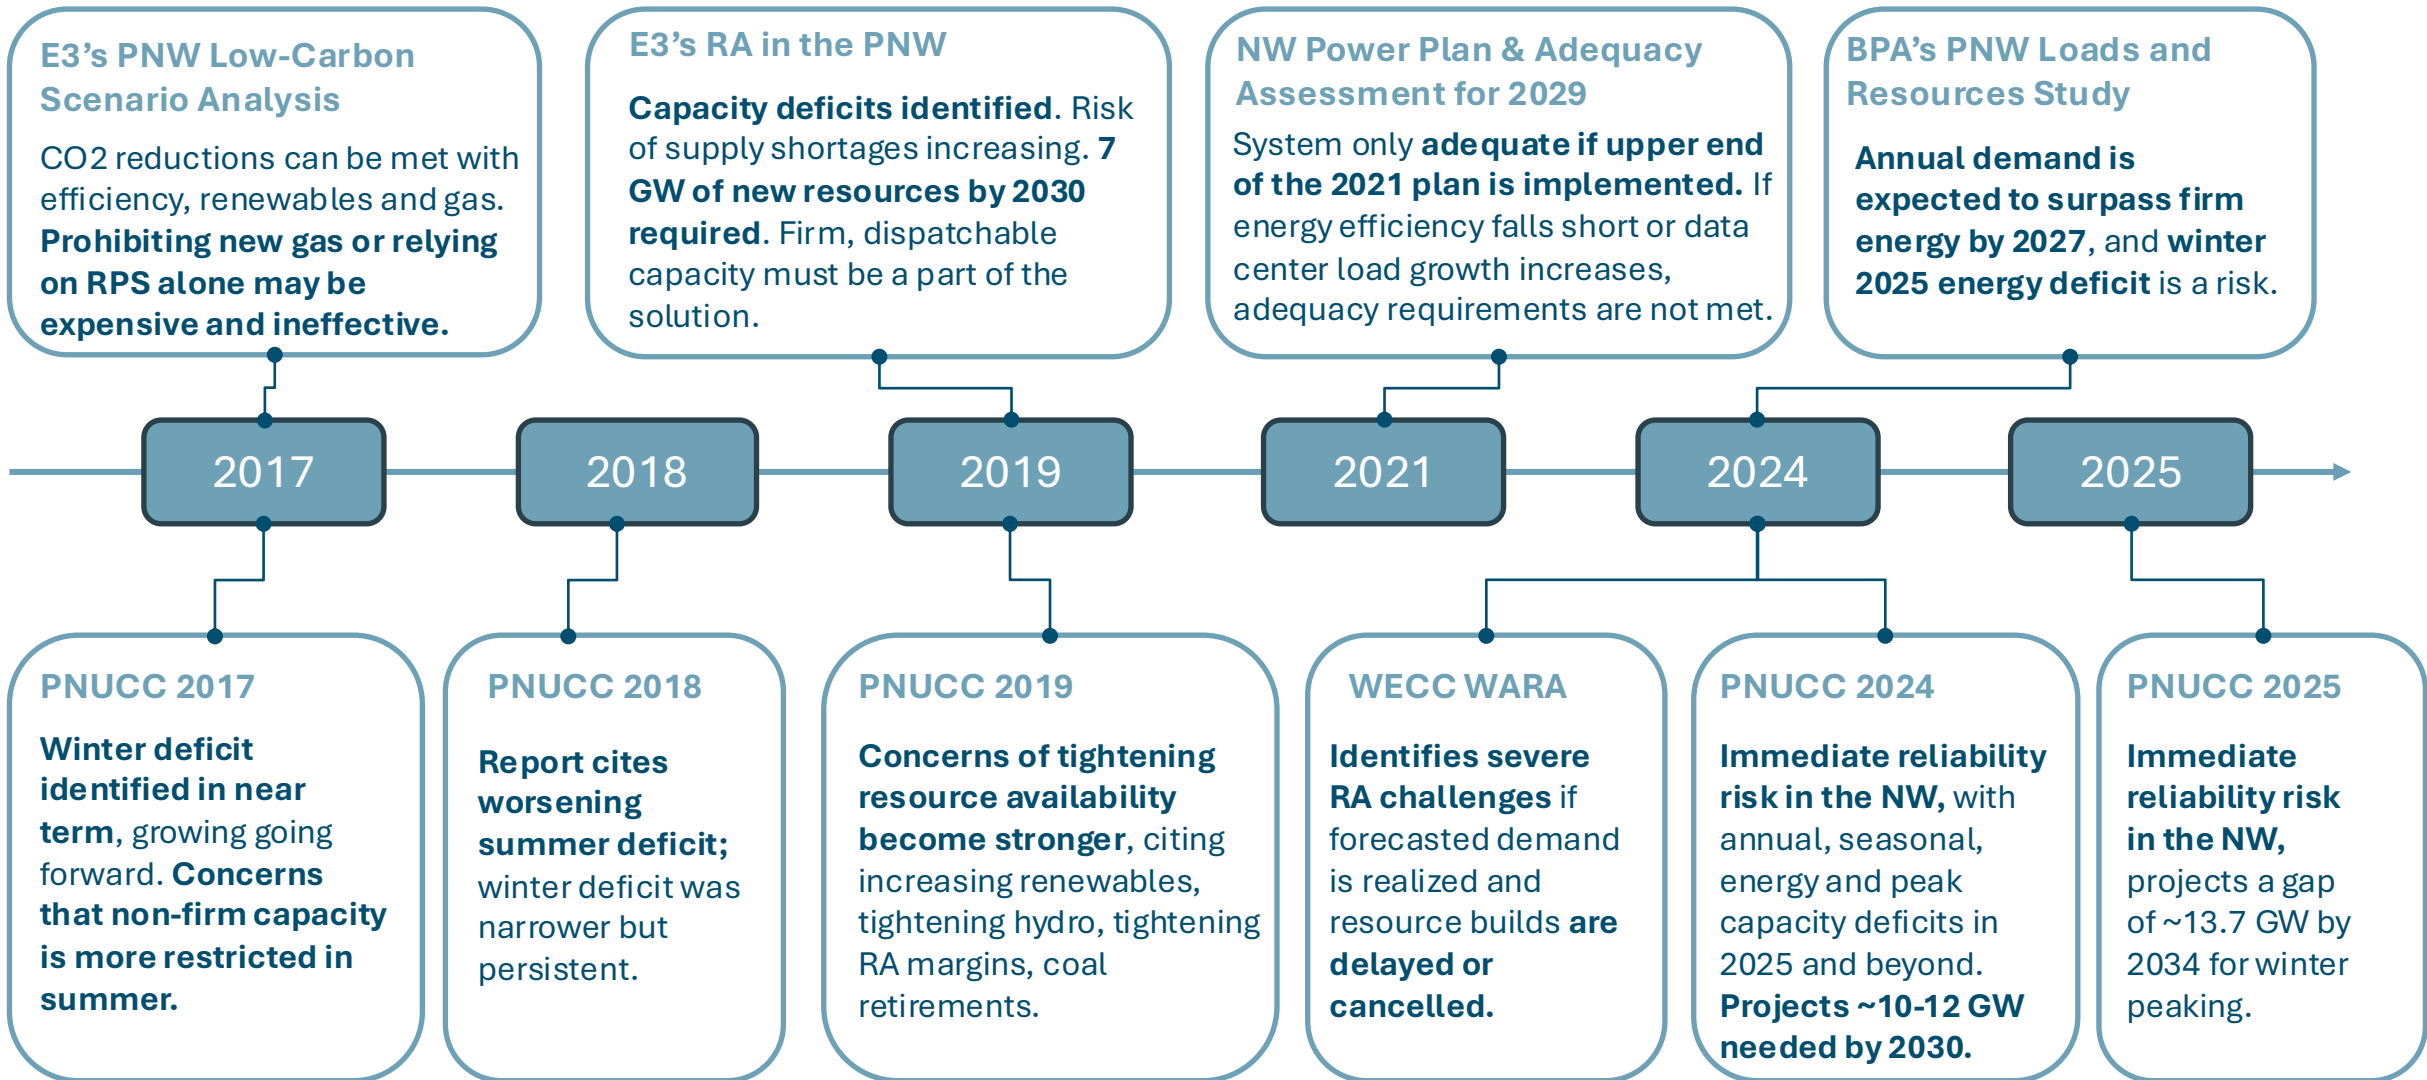 E3’s PNW Low-Carbon
Scenario Analysis
CO2 reductions can be met with
efficiency, renewables and gas.
Prohibiting new gas or relying
on RPS alone may be
expensive and ineffective.
E3’s RA in the PNW
Capacity deficits identified. Risk
of supply shortages increasing. 7
GW of new resources by 2030
required. Firm, dispatchable
capacity must be a part of the
solution.
NW Power Plan & Adequacy
Assessment for 2029
System only adequate if upper end
of the 2021 plan is implemented. If
energy efficiency falls short or data
center load growth increases,
adequacy requirements are not met.
BPA’s PNW Loads and
Resources Study
Annual demand is
expected to surpass firm
energy by 2027, and winter
2025 energy deficit is a risk.
2017
2018
2019
2021
2024
2025
PNUCC 2017
Winter deficit
identified in near
term, growing going
forward. Concerns
that non-firm capacity
is more restricted in
summer.
PNUCC 2018
Report cites
worsening
summer deficit;
winter deficit was
narrower but
persistent.
PNUCC 2019
Concerns of tightening
resource availability
become stronger, citing
increasing renewables,
tightening hydro, tightening
RA margins, coal
retirements.
WECC WARA
Identifies severe
RA challenges if
forecasted demand
is realized and
resource builds are
delayed or
cancelled.
PNUCC 2024
Immediate reliability
risk in the NW, with
annual, seasonal,
energy and peak
capacity deficits in
2025 and beyond.
Projects ~10-12 GW
needed by 2030.
PNUCC 2025
Immediate
reliability risk
in the NW,
projects a gap
of ~13.7 GW by
2034 for winter
peaking.